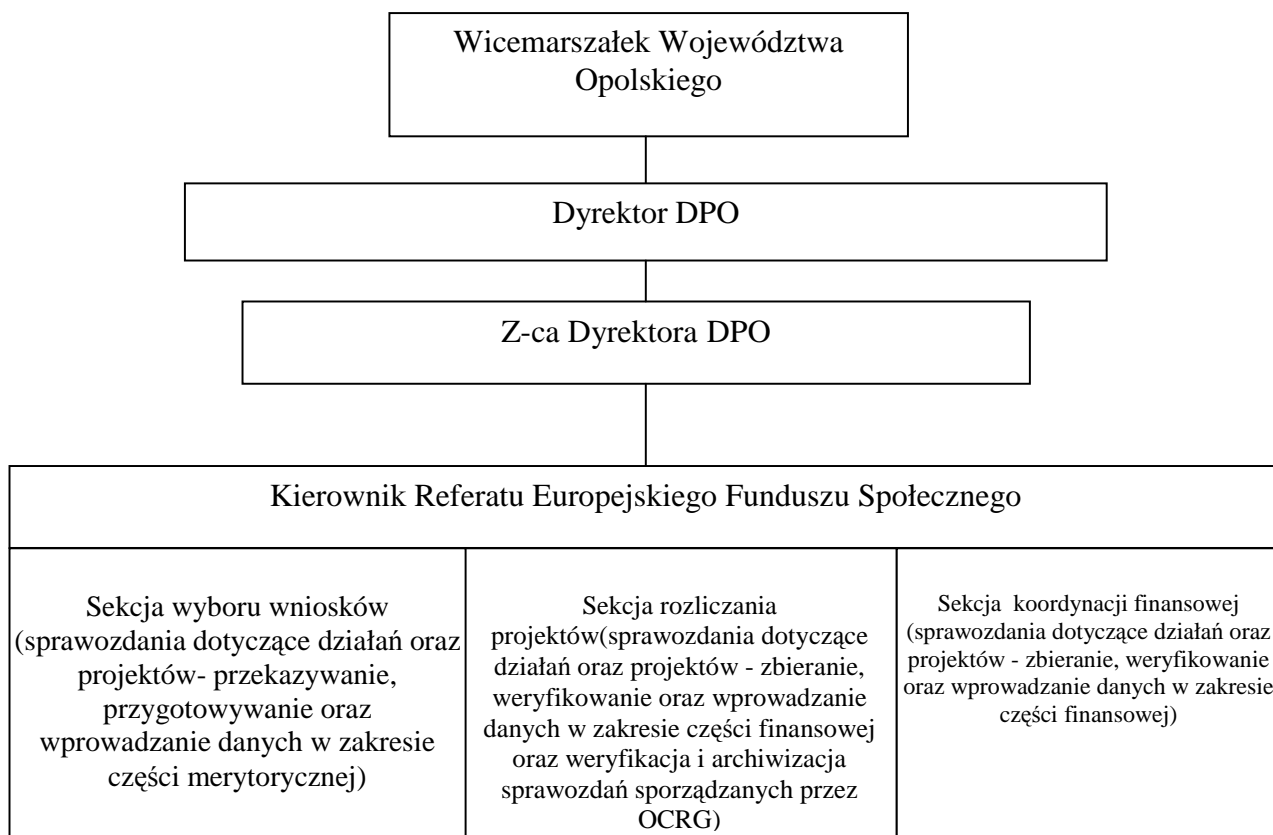 Wicemarszałek Województwa
Opolskiego
Dyrektor DPO
Z-ca Dyrektora DPO
Kierownik Referatu Europejskiego Funduszu Społecznego
Sekcja wyboru wniosków
(sprawozdania dotyczące działań oraz
projektów- przekazywanie,
przygotowywanie oraz
wprowadzanie danych w zakresie
części merytorycznej)
Sekcja rozliczania
projektów(sprawozdania dotyczące
działań oraz projektów - zbieranie,
weryfikowanie oraz wprowadzanie
danych w zakresie części finansowej
oraz weryfikacja i archiwizacja
sprawozdań sporządzanych przez
OCRG)
Sekcja koordynacji finansowej
(sprawozdania dotyczące działań oraz
projektów - zbieranie, weryfikowanie
oraz wprowadzanie danych w zakresie
części finansowej)